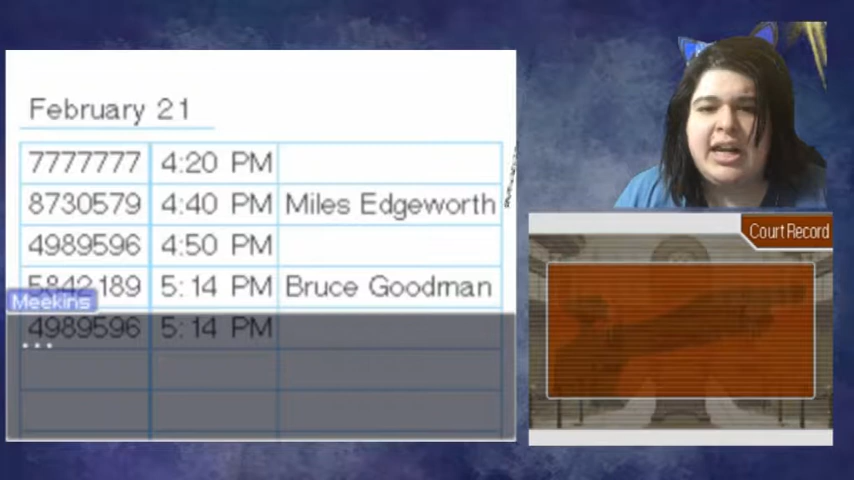 February 21
7777777 4:20 PM
8730579 4:40 PM Miles Edgeworth
4989596 4:50 PM
5842189 5:14 PM Bruce Goodman
Meekins
4989596 5:14 PM
...
Court Record